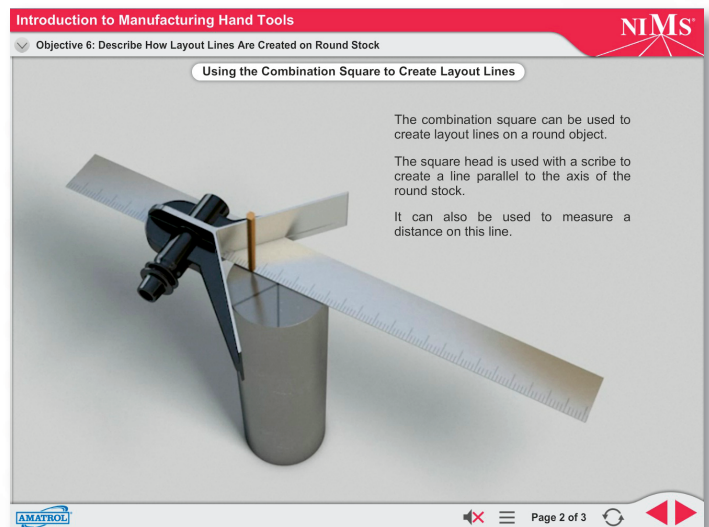 Introduction to Manufacturing Hand Tools
NIMS®
Objective 6: Describe How Layout Lines Are Created on Round Stock
Using the Combination Square to Create Layout Lines
The combination square can be used to
create layout lines on a round object.
The square head is used with a scribe to
create a line parallel to the axis of the
round stock.
It can also be used to measure a
distance on this line.
AMATROL®
Page 2 of 3